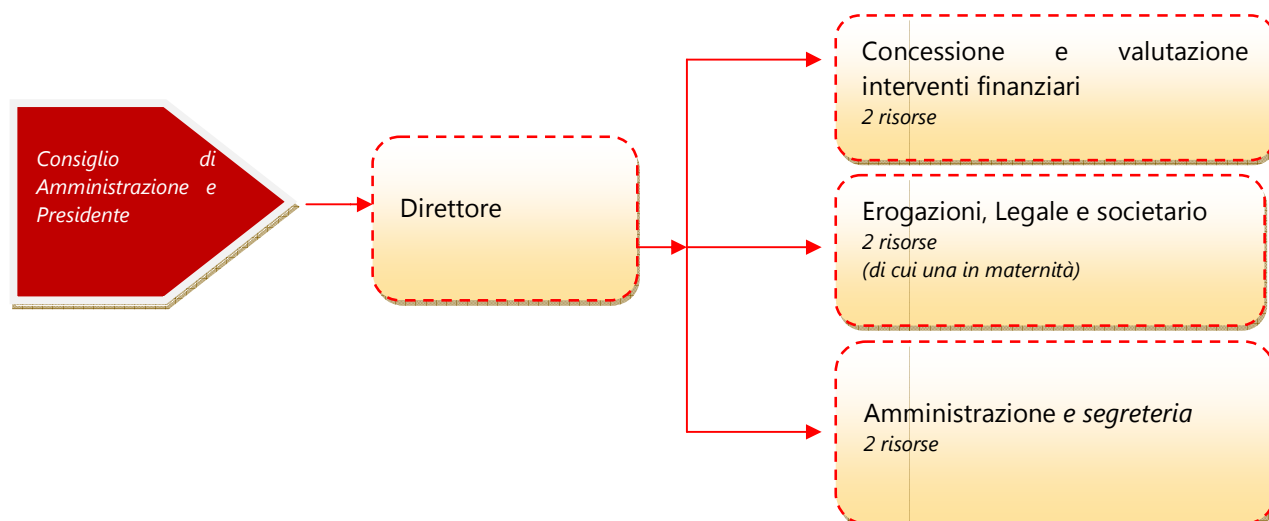 Consiglio di
Amministrazione e
Presidente
Direttore
Concessione e valutazione
interventi finanziari
2 risorse
Erogazioni, Legale e societario
2 risorse
(di cui una in maternità)
Amministrazione e segreteria
2 risorse